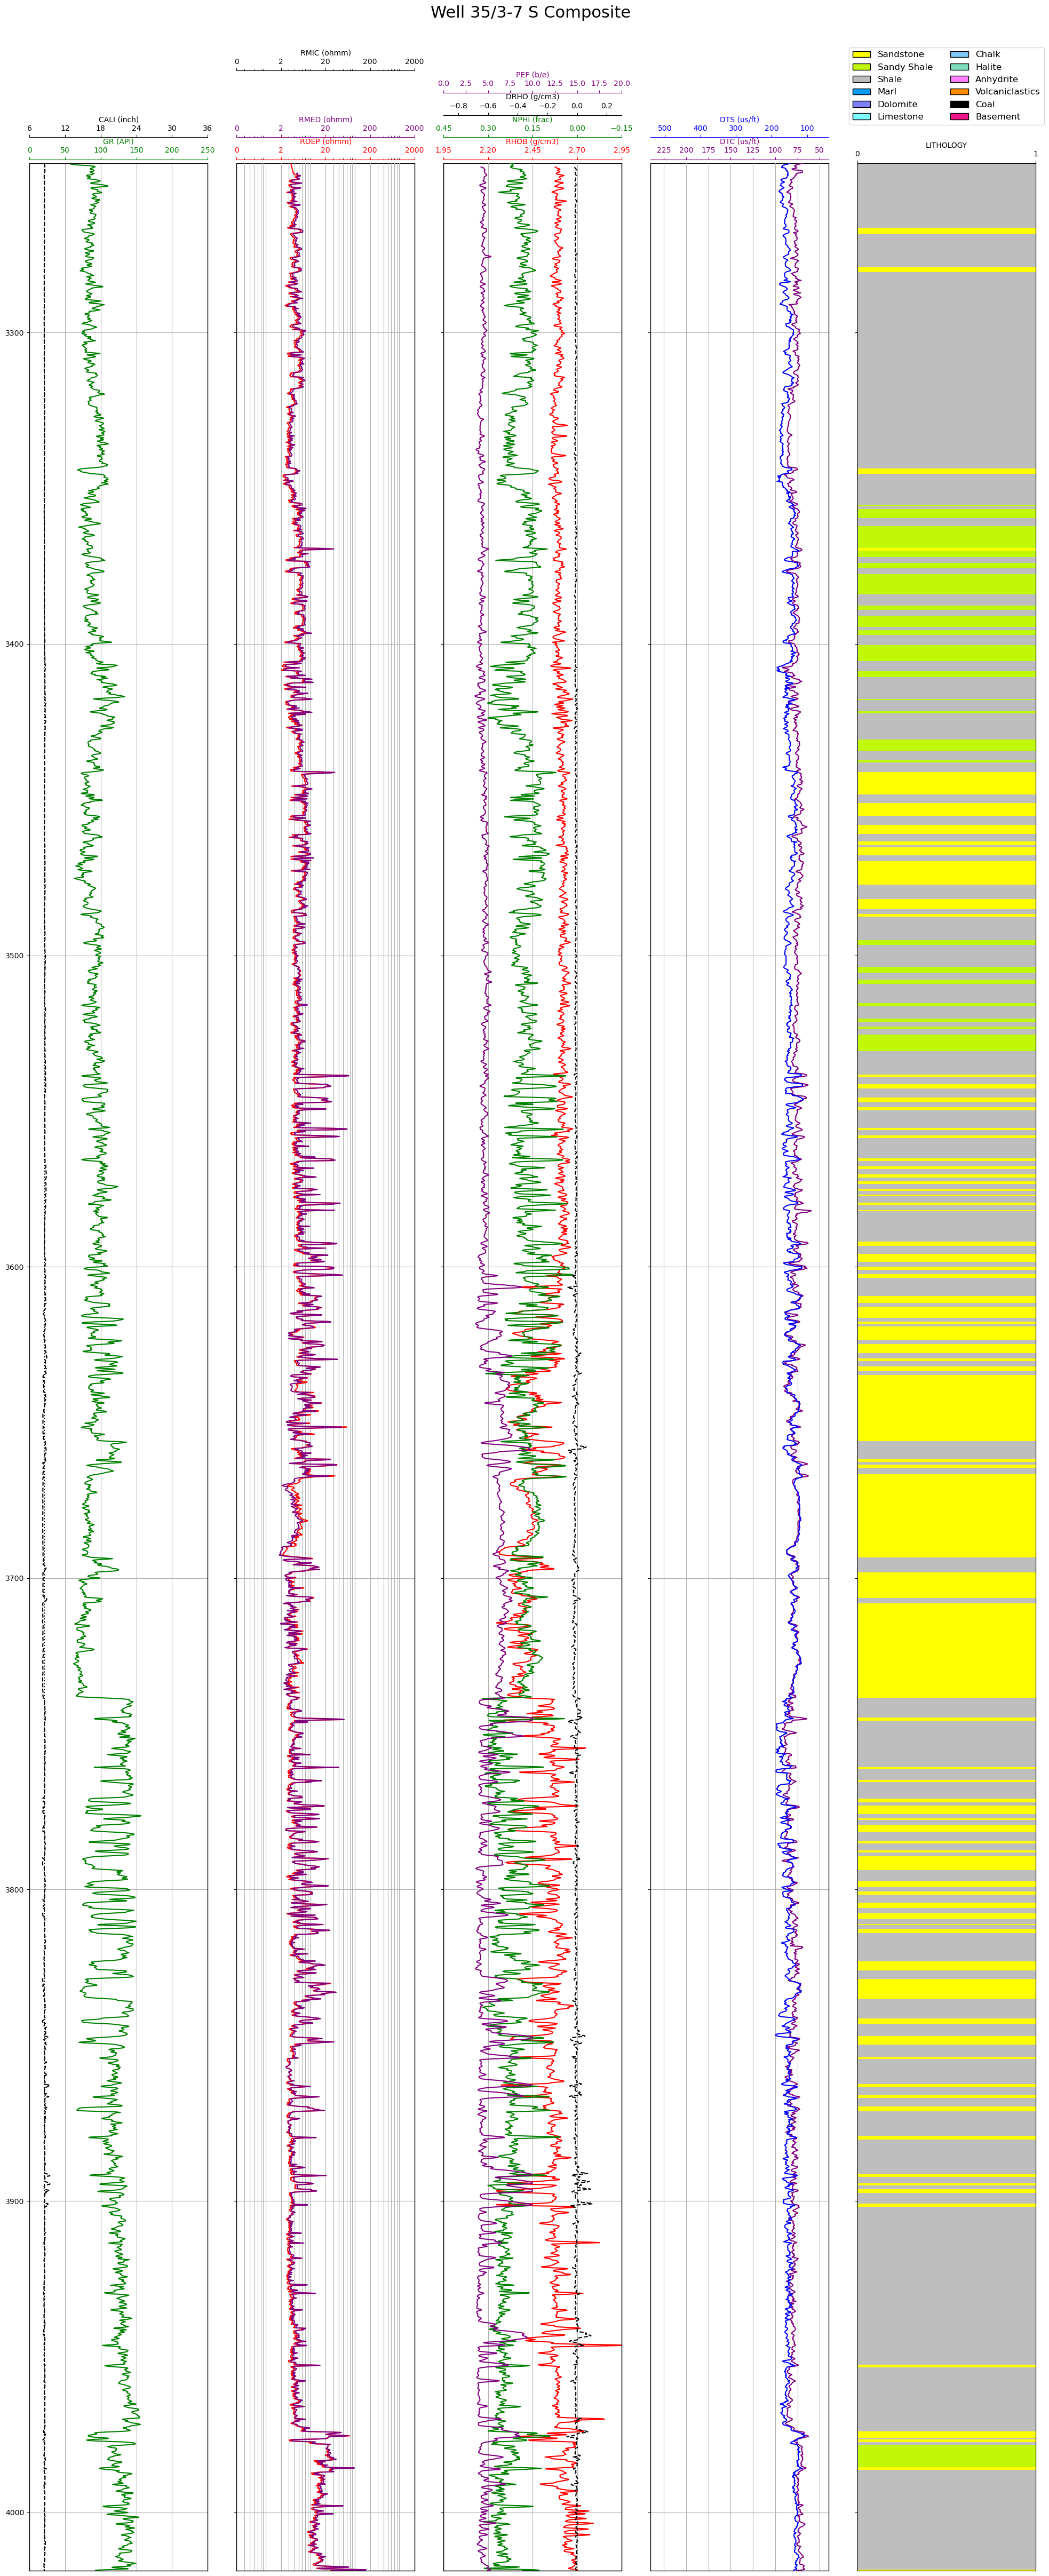 Well 35/3-7 S Composite
RMIC (ohmm)
0 2 20 200 2000
PEF (b/e)
0.0 2.5 5.0 7.5 10.0 12.5 15.0 17.5 20.0
DRHO (g/cm3)
−0.8 −0.6 −0.4 −0.2 0.0 0.2
Sandstone Chalk
Sandy Shale Halite
Shale Anhydrite
Marl Volcaniclastics
Dolomite Coal
Limestone Basement
CALI (inch) RMED (ohmm) NPHI (frac) DTS (us/ft)
6 12 18 24 30 36 0 2 20 200 2000 0.45 0.30 0.15 0.00 −0.15 500 400 300 200 100
GR (API) RDEP (ohmm) RHOB (g/cm3) DTC (us/ft) LITHOLOGY
0 50 100 150 200 250 0 2 20 200 2000 1.95 2.20 2.45 2.70 2.95 225 200 175 150 125 100 75 50 0 1
3300
3400
3500
3600
3700
3800
3900
4000